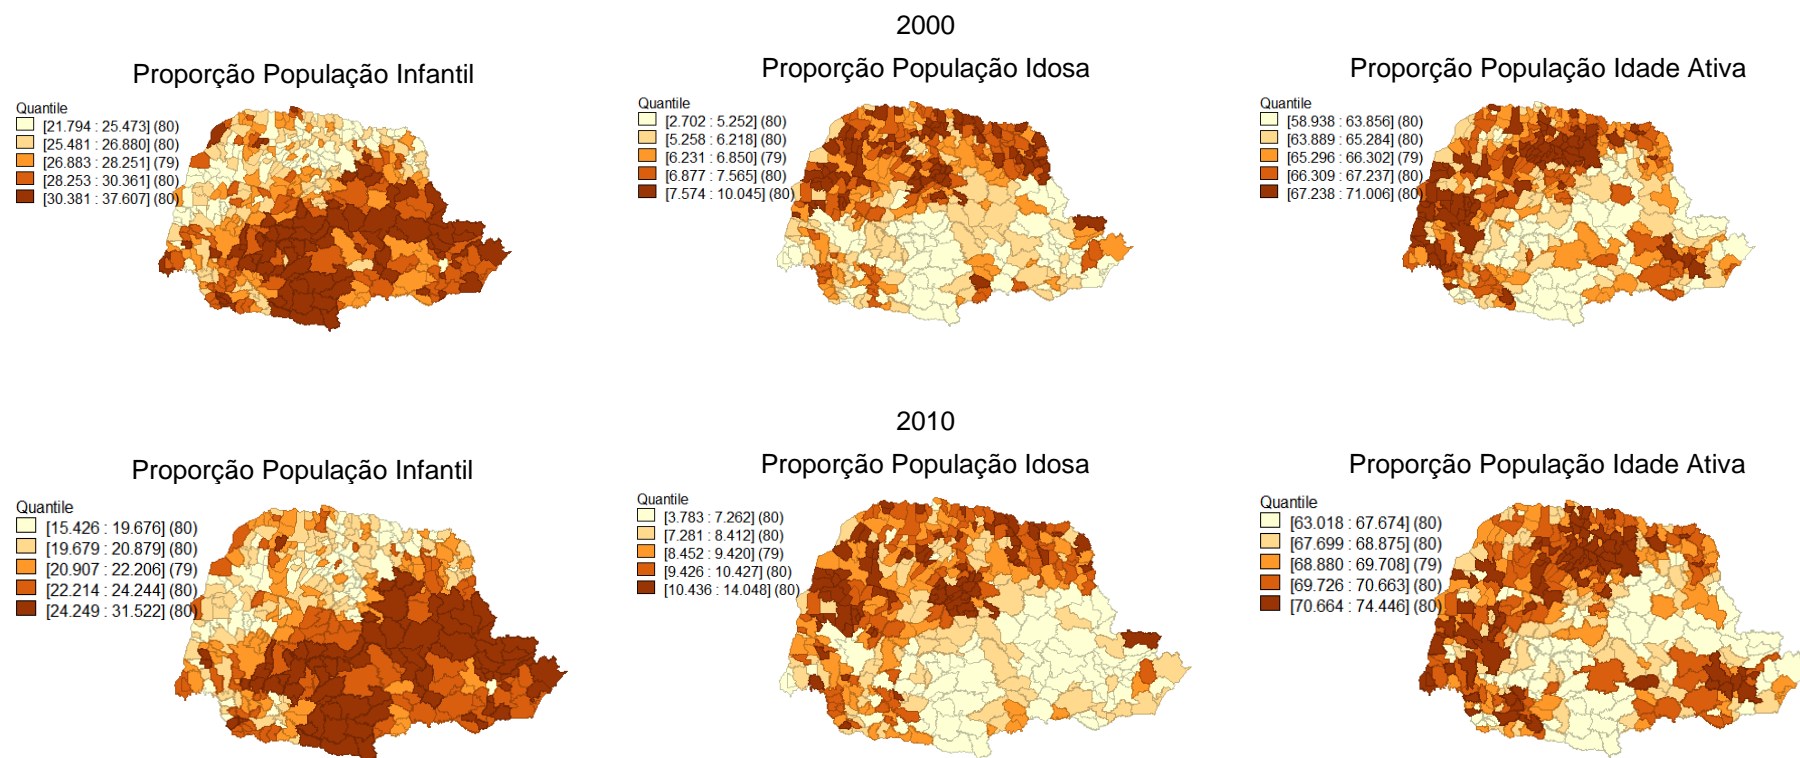 2000
Proporção População Infantil
Quantile
[21.794 : 25.473] (80)
[25.481 : 26.880] (80)
[26.883 : 28.251] (79)
[28.253 : 30.361] (80)
[30.381 : 37.607] (80)
Proporção População Idosa
Quantile
[2.702 : 5.252] (80)
[5.258 : 6.218] (80)
[6.231 : 6.850] (79)
[6.877 : 7.565] (80)
[7.574 : 10.045] (80)
Proporção População Idade Ativa
Quantile
[58.938 : 63.856] (80)
[63.889 : 65.284] (80)
[65.296 : 66.302] (79)
[66.309 : 67.237] (80)
[67.238 : 71.006] (80)
2010
Proporção População Infantil
Quantile
[15.426 : 19.676] (80)
[19.679 : 20.879] (80)
[20.907 : 22.206] (79)
[22.214 : 24.244] (80)
[24.249 : 31.522] (80)
Proporção População Idosa
Quantile
[3.783 : 7.262] (80)
[7.281 : 8.412] (80)
[8.452 : 9.420] (79)
[9.426 : 10.427] (80)
[10.436 : 14.048] (80)
Proporção População Idade Ativa
Quantile
[63.018 : 67.674] (80)
[67.699 : 68.875] (80)
[68.880 : 69.708] (79)
[69.726 : 70.663] (80)
[70.664 : 74.446] (80)